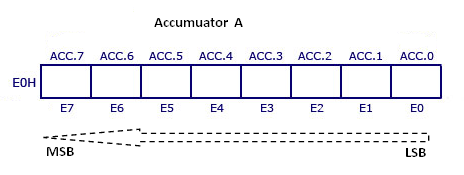 Accumuator A
ACC.7 ACC.6 ACC.5 ACC.4 ACC.3 ACC.2 ACC.1 ACC.0
E0H
E7 E6 E5 E4 E3 E2 E1 E0
MSB LSB